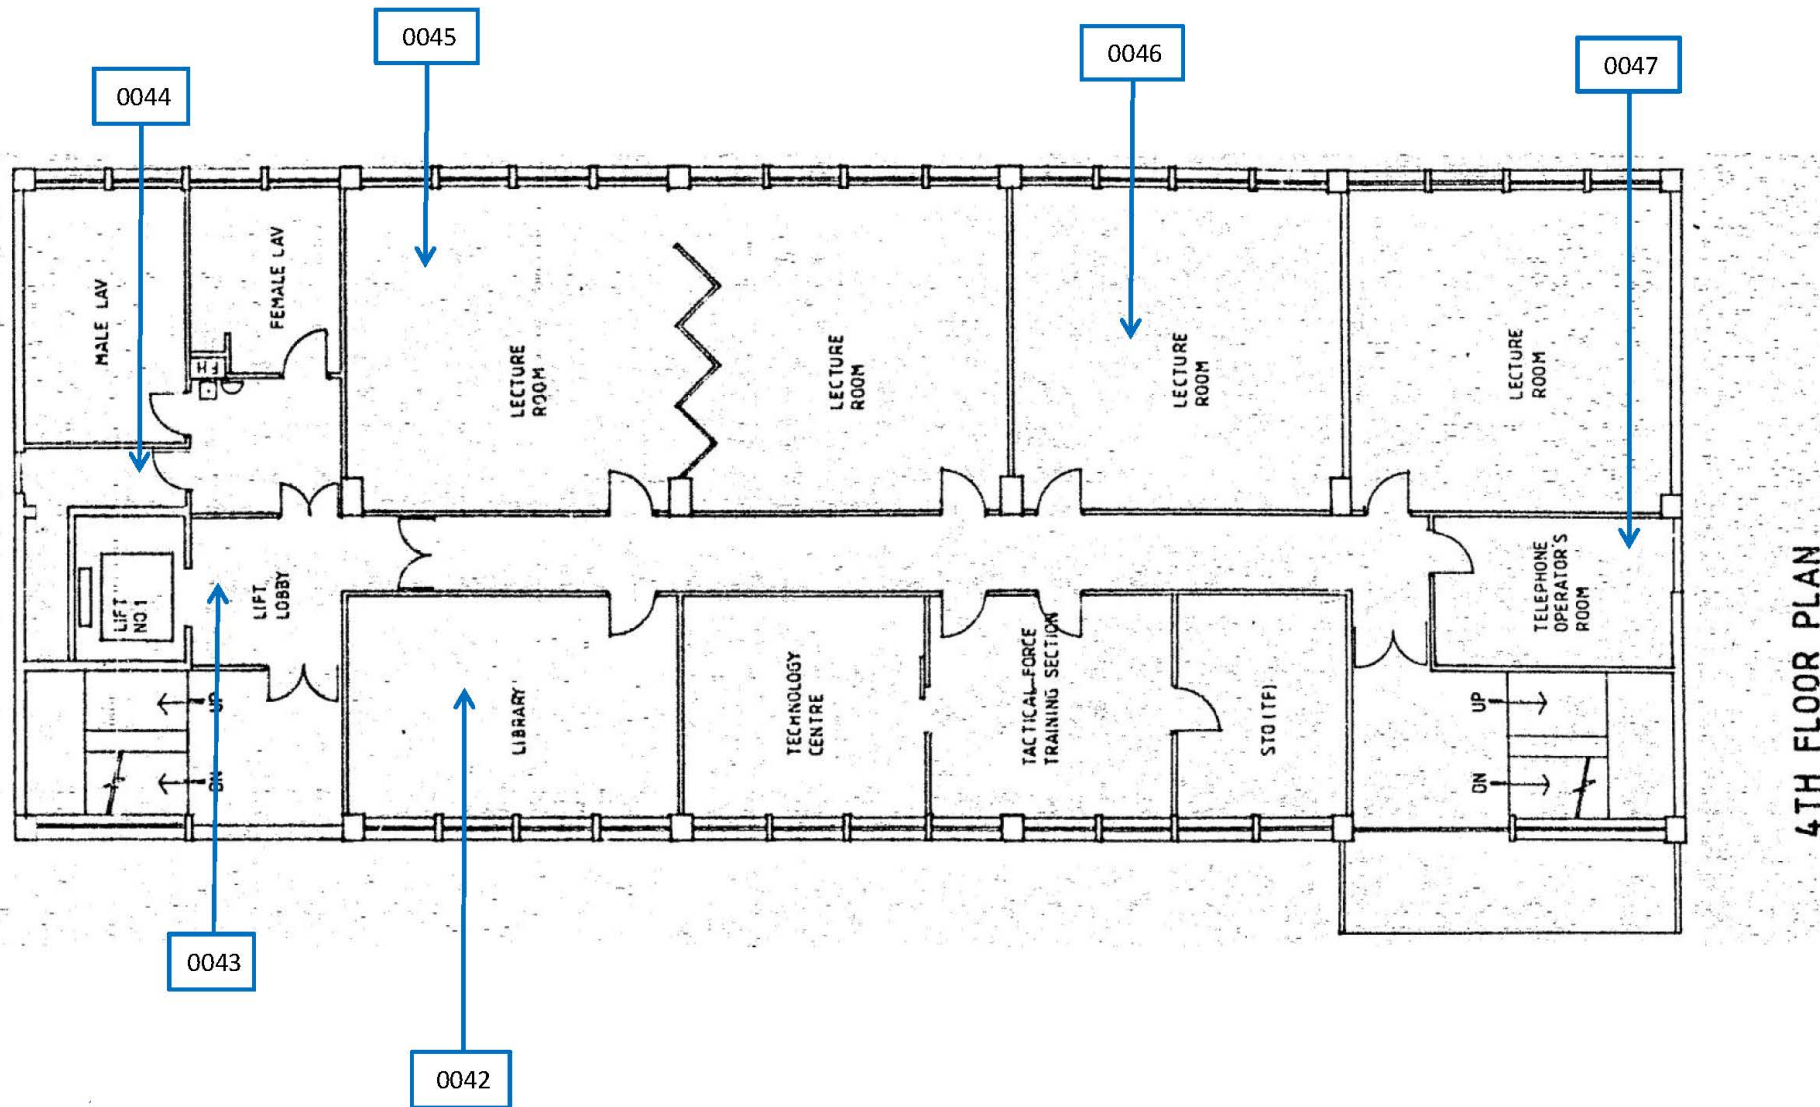 0045
0046
0047
0044
MALE LAV
FEMALE LAV
FH
LECTURE
ROOM
LECTURE
ROOM
LECTURE
ROOM
LECTURE
ROOM
LIFT
NO.1
LIFT
LOBBY
TELEPHONE
OPERATOR'S
ROOM
UP
DN
LIBRARY
TECHNOLOGY
CENTRE
TACTICAL FORCE
TRAINING SECTION
STO(TF)
UP
DN
4TH FLOOR PLAN
0043
0042